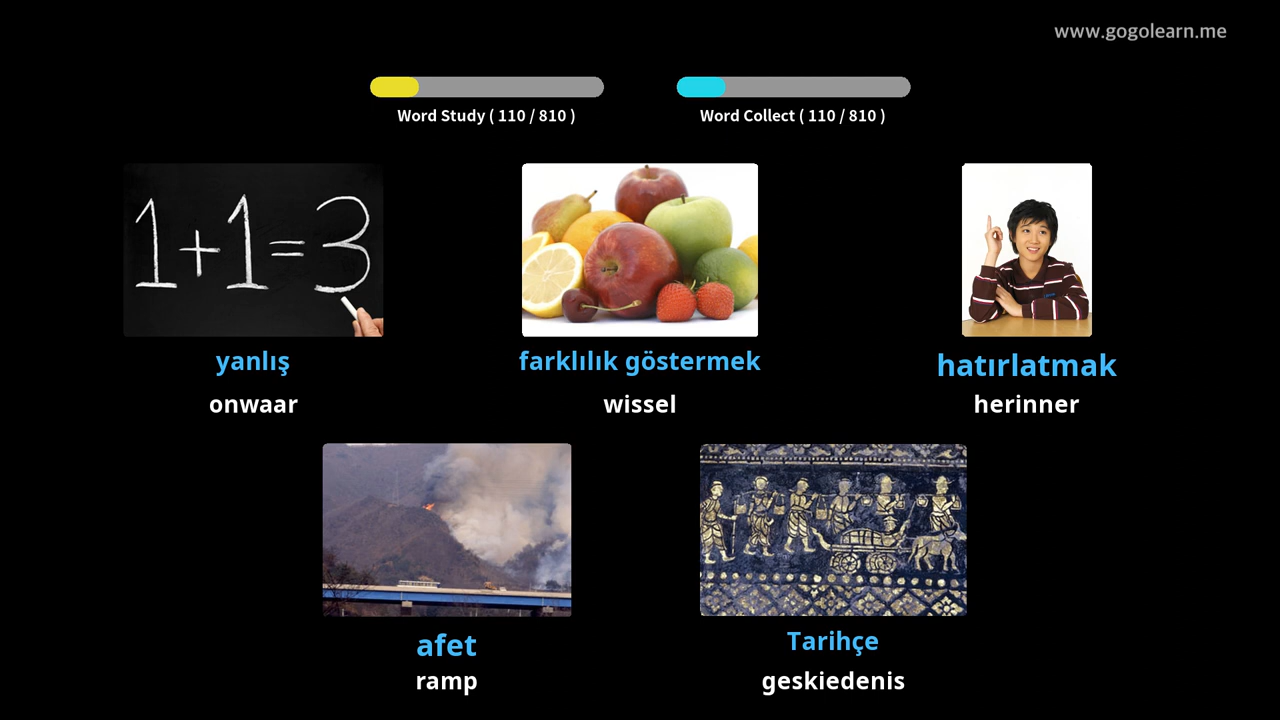 www.gogolearn.me
Word Study ( 110 / 810 )
Word Collect ( 110 / 810 )
1+1=3
yanlış
onwaar
farklılık göstermek
wissel
hatırlatmak
herinner
afet
ramp
Tarihçe
geskiedenis